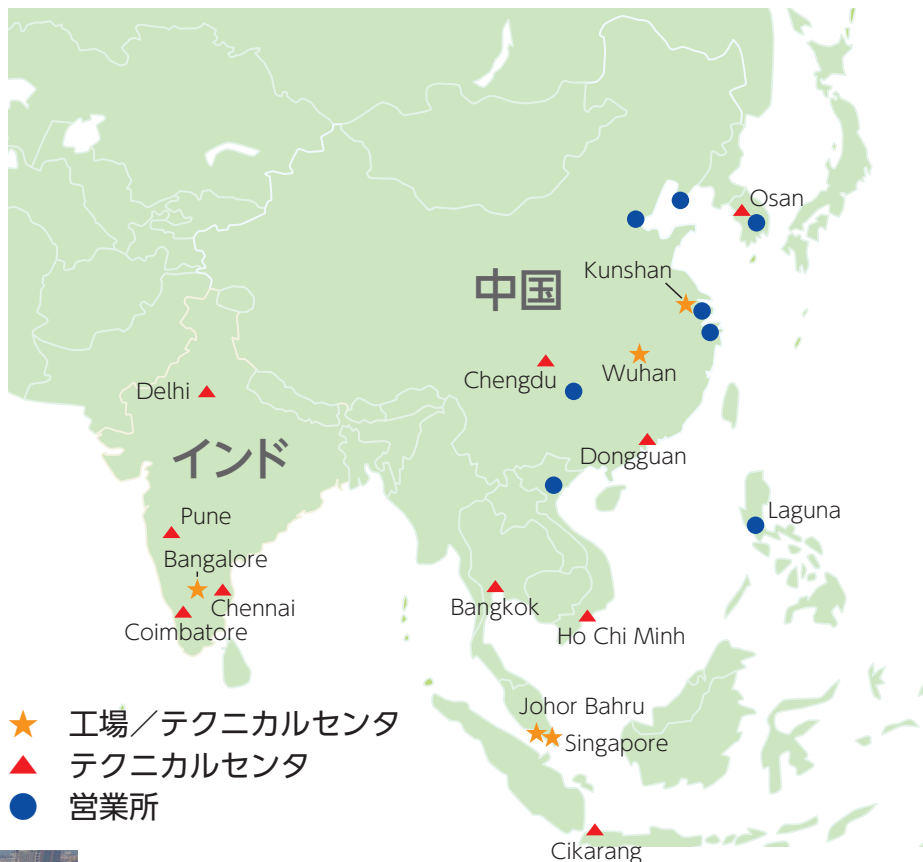 Osan
Kunshan
中国
Chengdu
Wuhan
Delhi
インド
Dongguan
Pune
Laguna
Bangalore
Chennai
Bangkok
Coimbatore
Ho Chi Minh
Johor Bahru
Singapore
工場／テクニカルセンタ
テクニカルセンタ
営業所
Cikarang